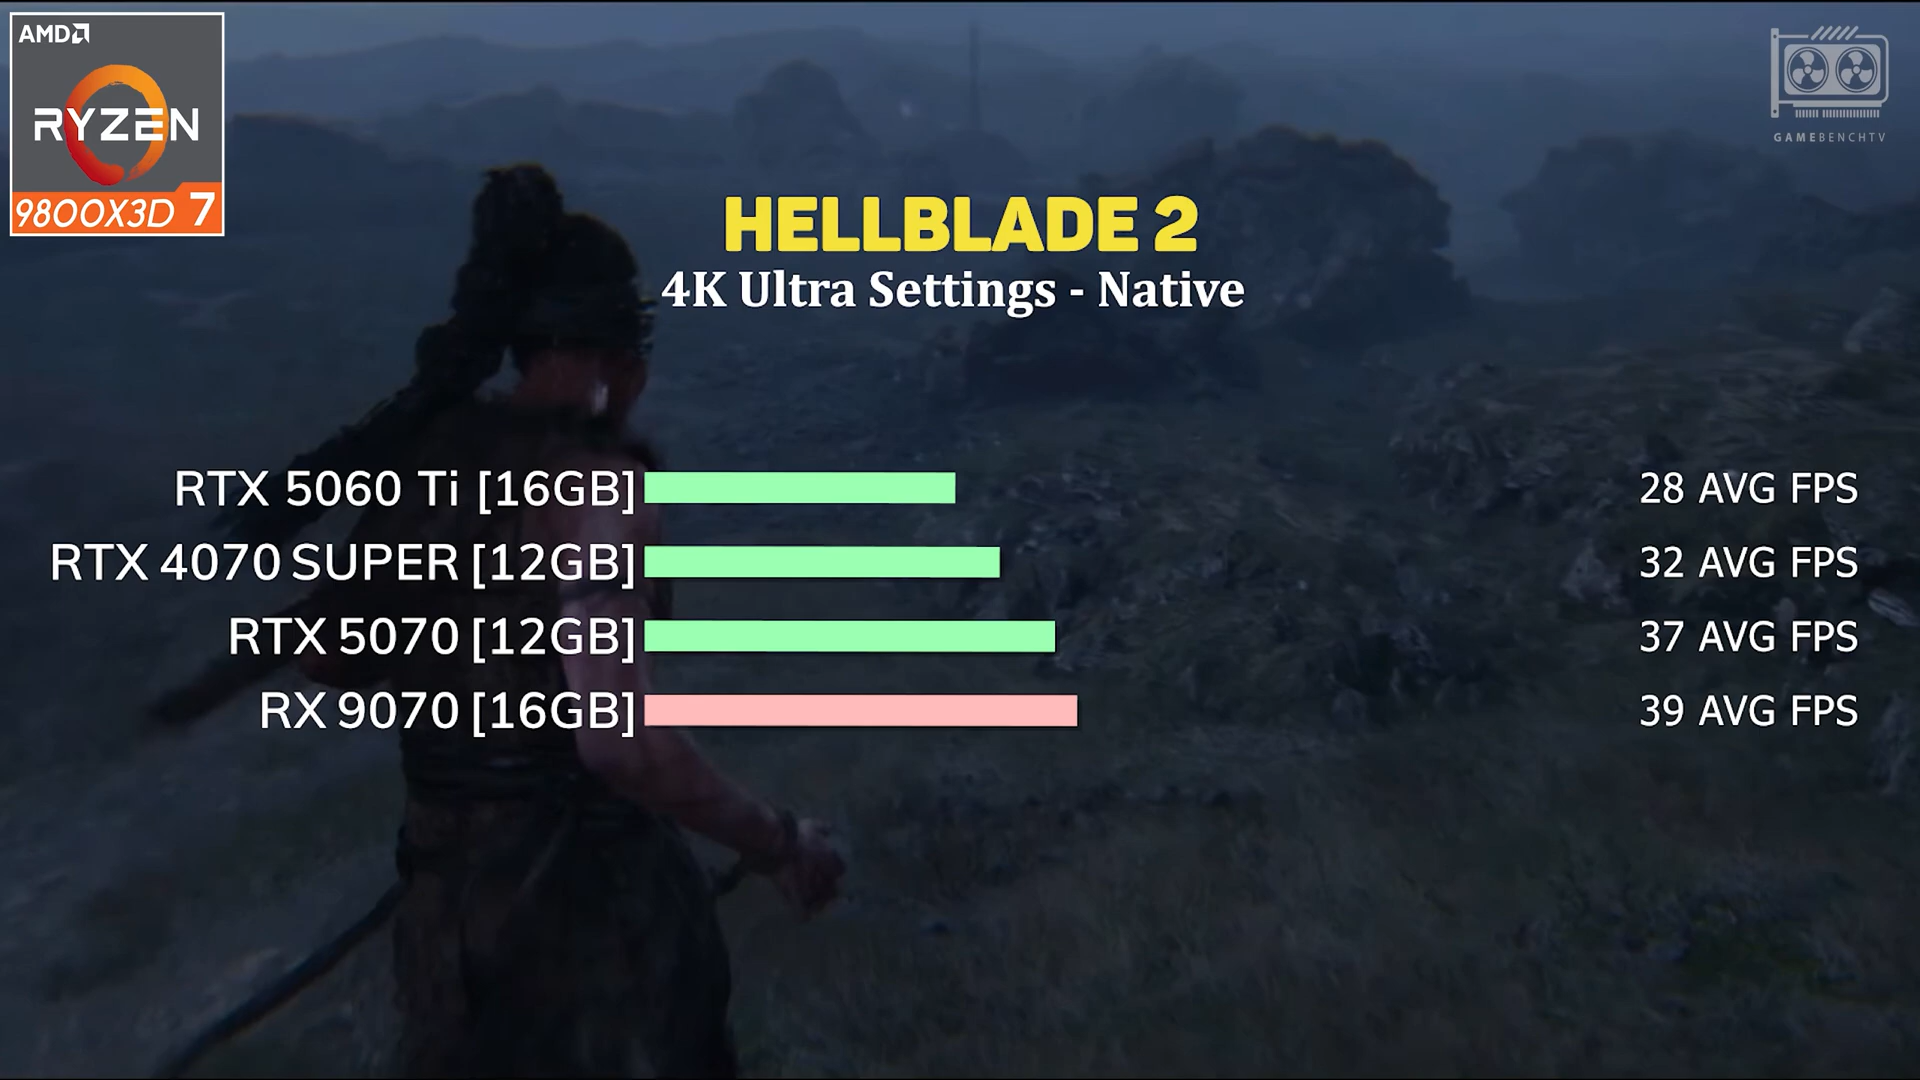 AMD
RYZEN
9800X3D 7
GAMEBENCHTV
HELLBLADE 2
4K Ultra Settings - Native
RTX 5060 Ti [16GB] 28 AVG FPS
RTX 4070 SUPER [12GB] 32 AVG FPS
RTX 5070 [12GB] 37 AVG FPS
RX 9070 [16GB] 39 AVG FPS